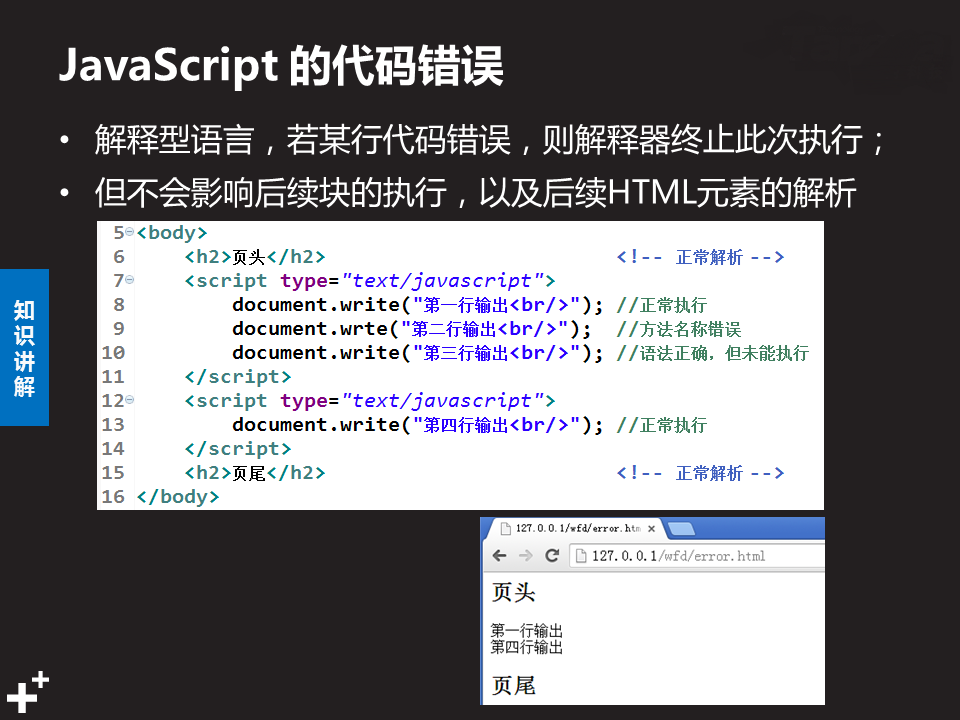 JavaScript 的代码错误
• 解释型语言，若某行代码错误，则解释器终止此次执行；
• 但不会影响后续块的执行，以及后续HTML元素的解析
知识讲解
5 <body>
6 <h2>页头</h2> <!-- 正常解析 -->
7 <script type="text/javascript">
8 document.write("第一行输出<br/>"); //正常执行
9 document.wrte("第二行输出<br/>"); //方法名称错误
10 document.write("第三行输出<br/>"); //语法正确，但未能执行
11 </script>
12 <script type="text/javascript">
13 document.write("第四行输出<br/>"); //正常执行
14 </script>
15 <h2>页尾</h2> <!-- 正常解析 -->
16 </body>
127.0.0.1/wfd/error.htm
127.0.0.1/wfd/error.html
页头
第一行输出
第四行输出
页尾